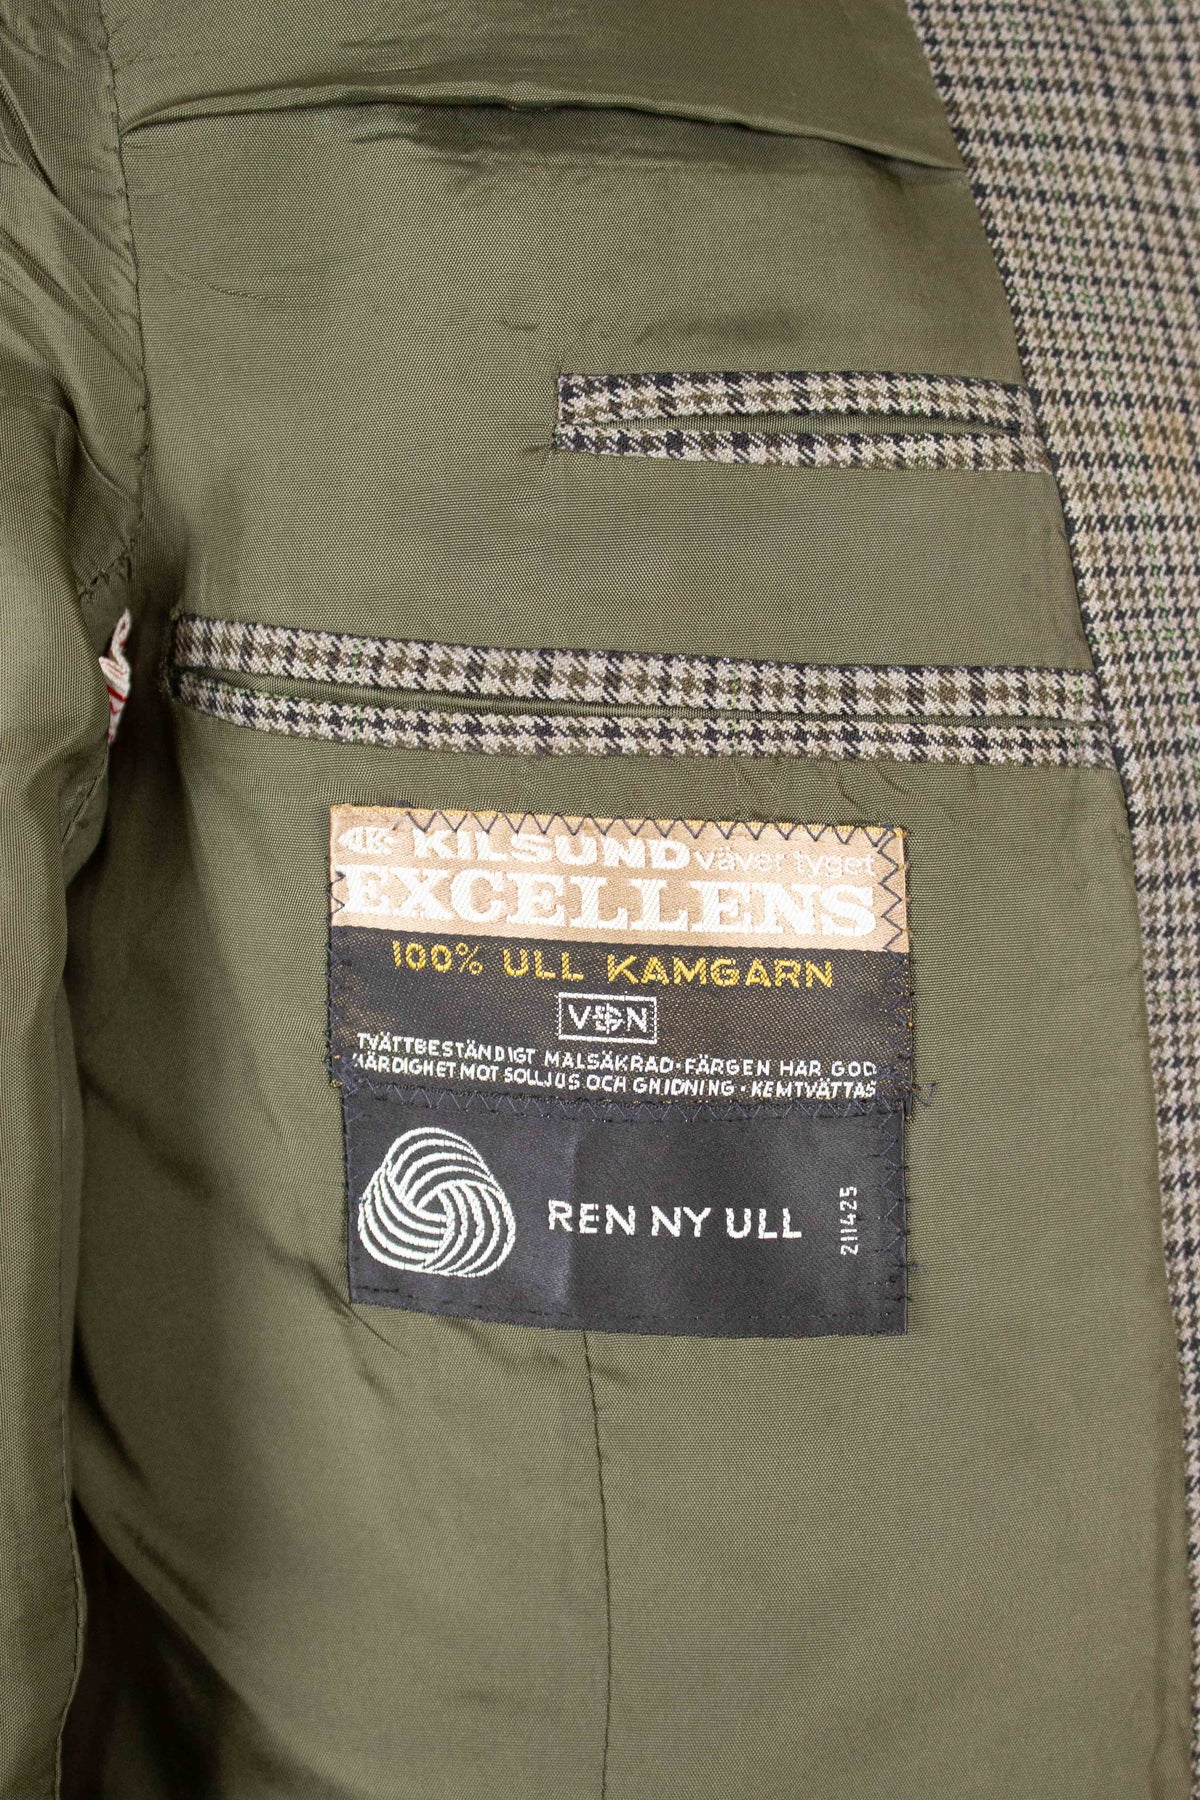 KILSUND väver tyget
EXCELLENS
100% ULL KAMGARN
VDN
TVÄTTBESTÄNDIGT MALSÄKRAD·FÄRGEN HAR GOD
HÄRDIGHET MOT SOLLJUS OCH GNIDNING · KEMTVÄTTAS
REN NY ULL
211425